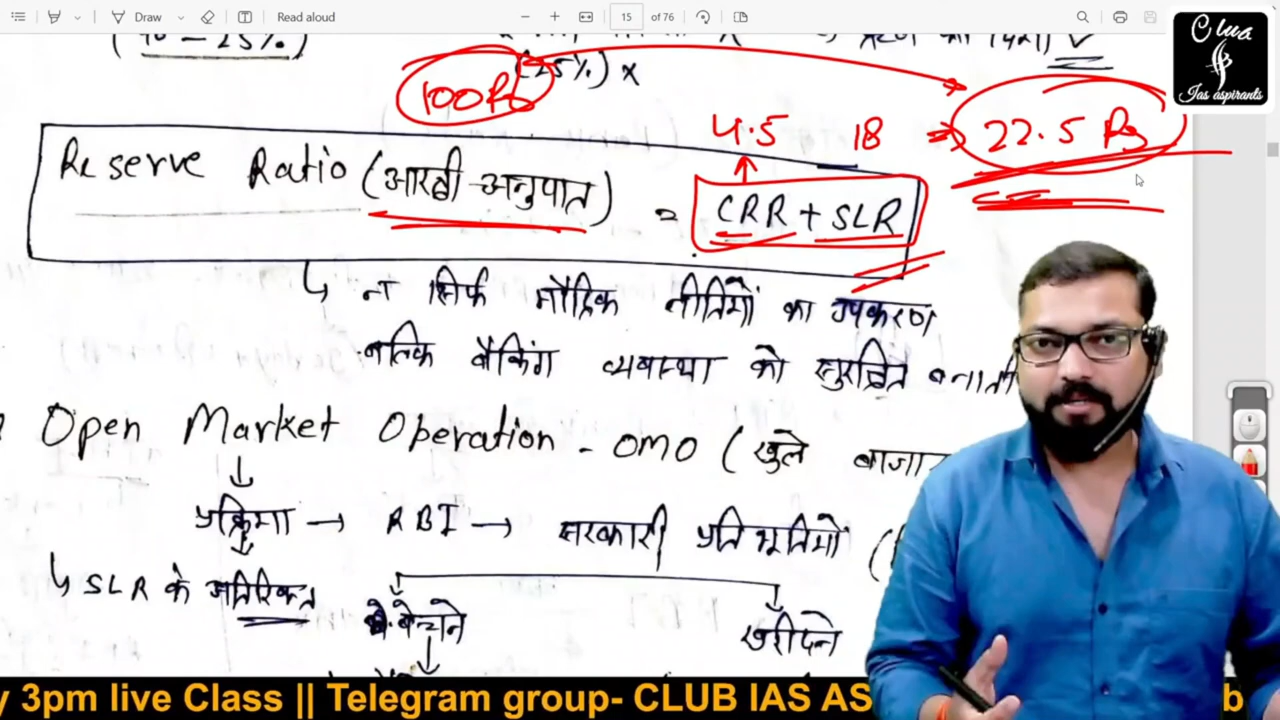 Draw
Read aloud
15 of 76
Club
Ias aspirants
(25%) x
100 Rs
4.5 18 ⇒ 22.5 Rs
Reserve Ratio (आरक्षी-अनुपात) = CRR + SLR
↳ ना सिर्फ मौद्रिक नीतियों का उपकरण
बल्कि बैंकिंग व्यवस्था को सुरक्षित बनाती
Open Market Operation - OMO (खुले बाजार
प्रक्रिया → RBI → सरकारी प्रतिभूतियों (
↳ SLR के अतिरिक्त
बेचने खरीदने
y 3pm live Class || Telegram group- CLUB IAS AS b